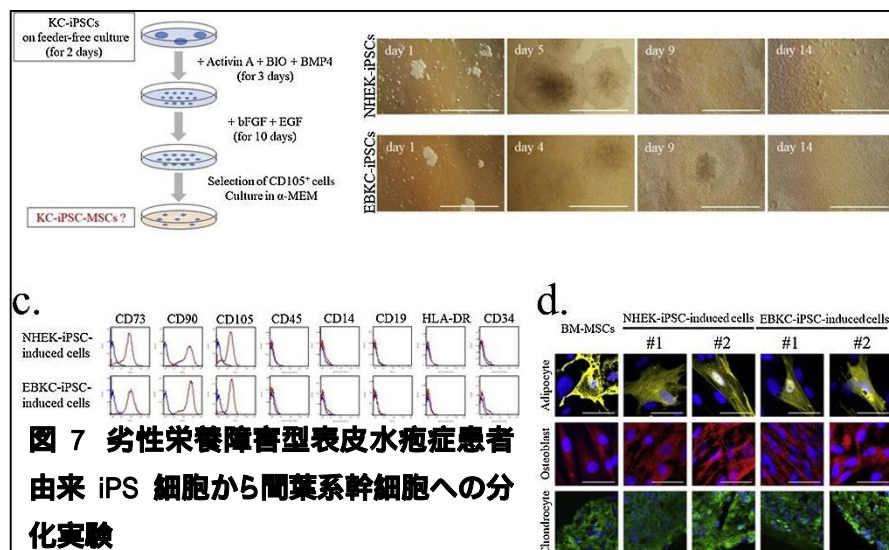 KC-iPSCs
on feeder-free culture
(for 2 days)
+ Activin A + BIO + BMP4
(for 3 days)
+ bFGF + EGF
(for 10 days)
Selection of CD105+ cells
Culture in α-MEM
KC-iPSC-MSCs ?
NHEK-iPSCs
day 1
day 5
day 9
day 14
EBKC-iPSCs
day 1
day 4
day 9
day 14
c.
CD73 CD90 CD105 CD45 CD14 CD19 HLA-DR CD34
NHEK-iPSC-
induced cells
EBKC-iPSC-
induced cells
図 7 劣性栄養障害型表皮水疱症患者
由来 iPS 細胞から間葉系幹細胞への分
化実験
d.
BM-MSCs
NHEK-iPSC-induced cells
EBKC-iPSC-induced cells
#1 #2 #1 #2
Adipocyte
Osteoblast
Chondrocyte